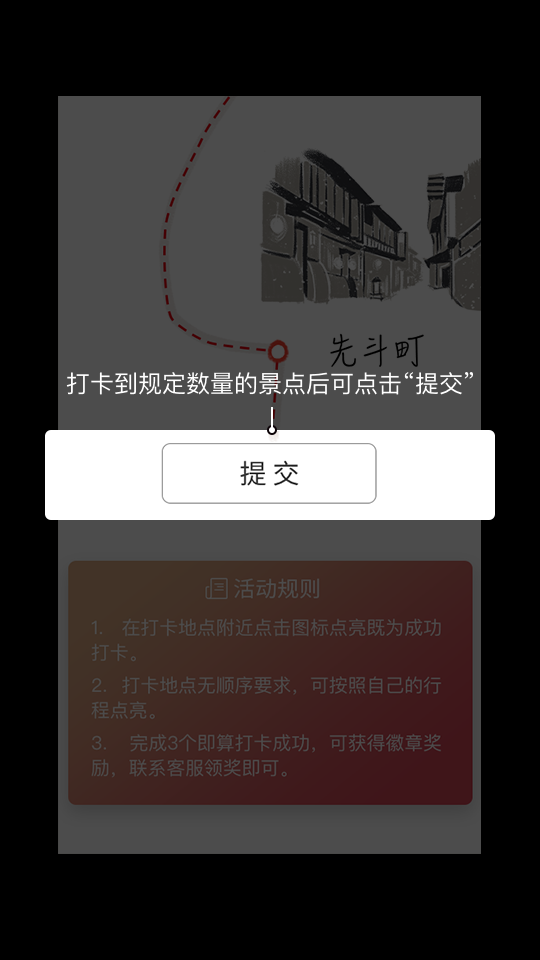 先斗町
打卡到规定数量的景点后可点击“提交”
提交
活动规则
1. 在打卡地点附近点击图标点亮既为成功
打卡。
2. 打卡地点无顺序要求，可按照自己的行
程点亮。
3. 完成3个即算打卡成功，可获得徽章奖
励，联系客服领奖即可。